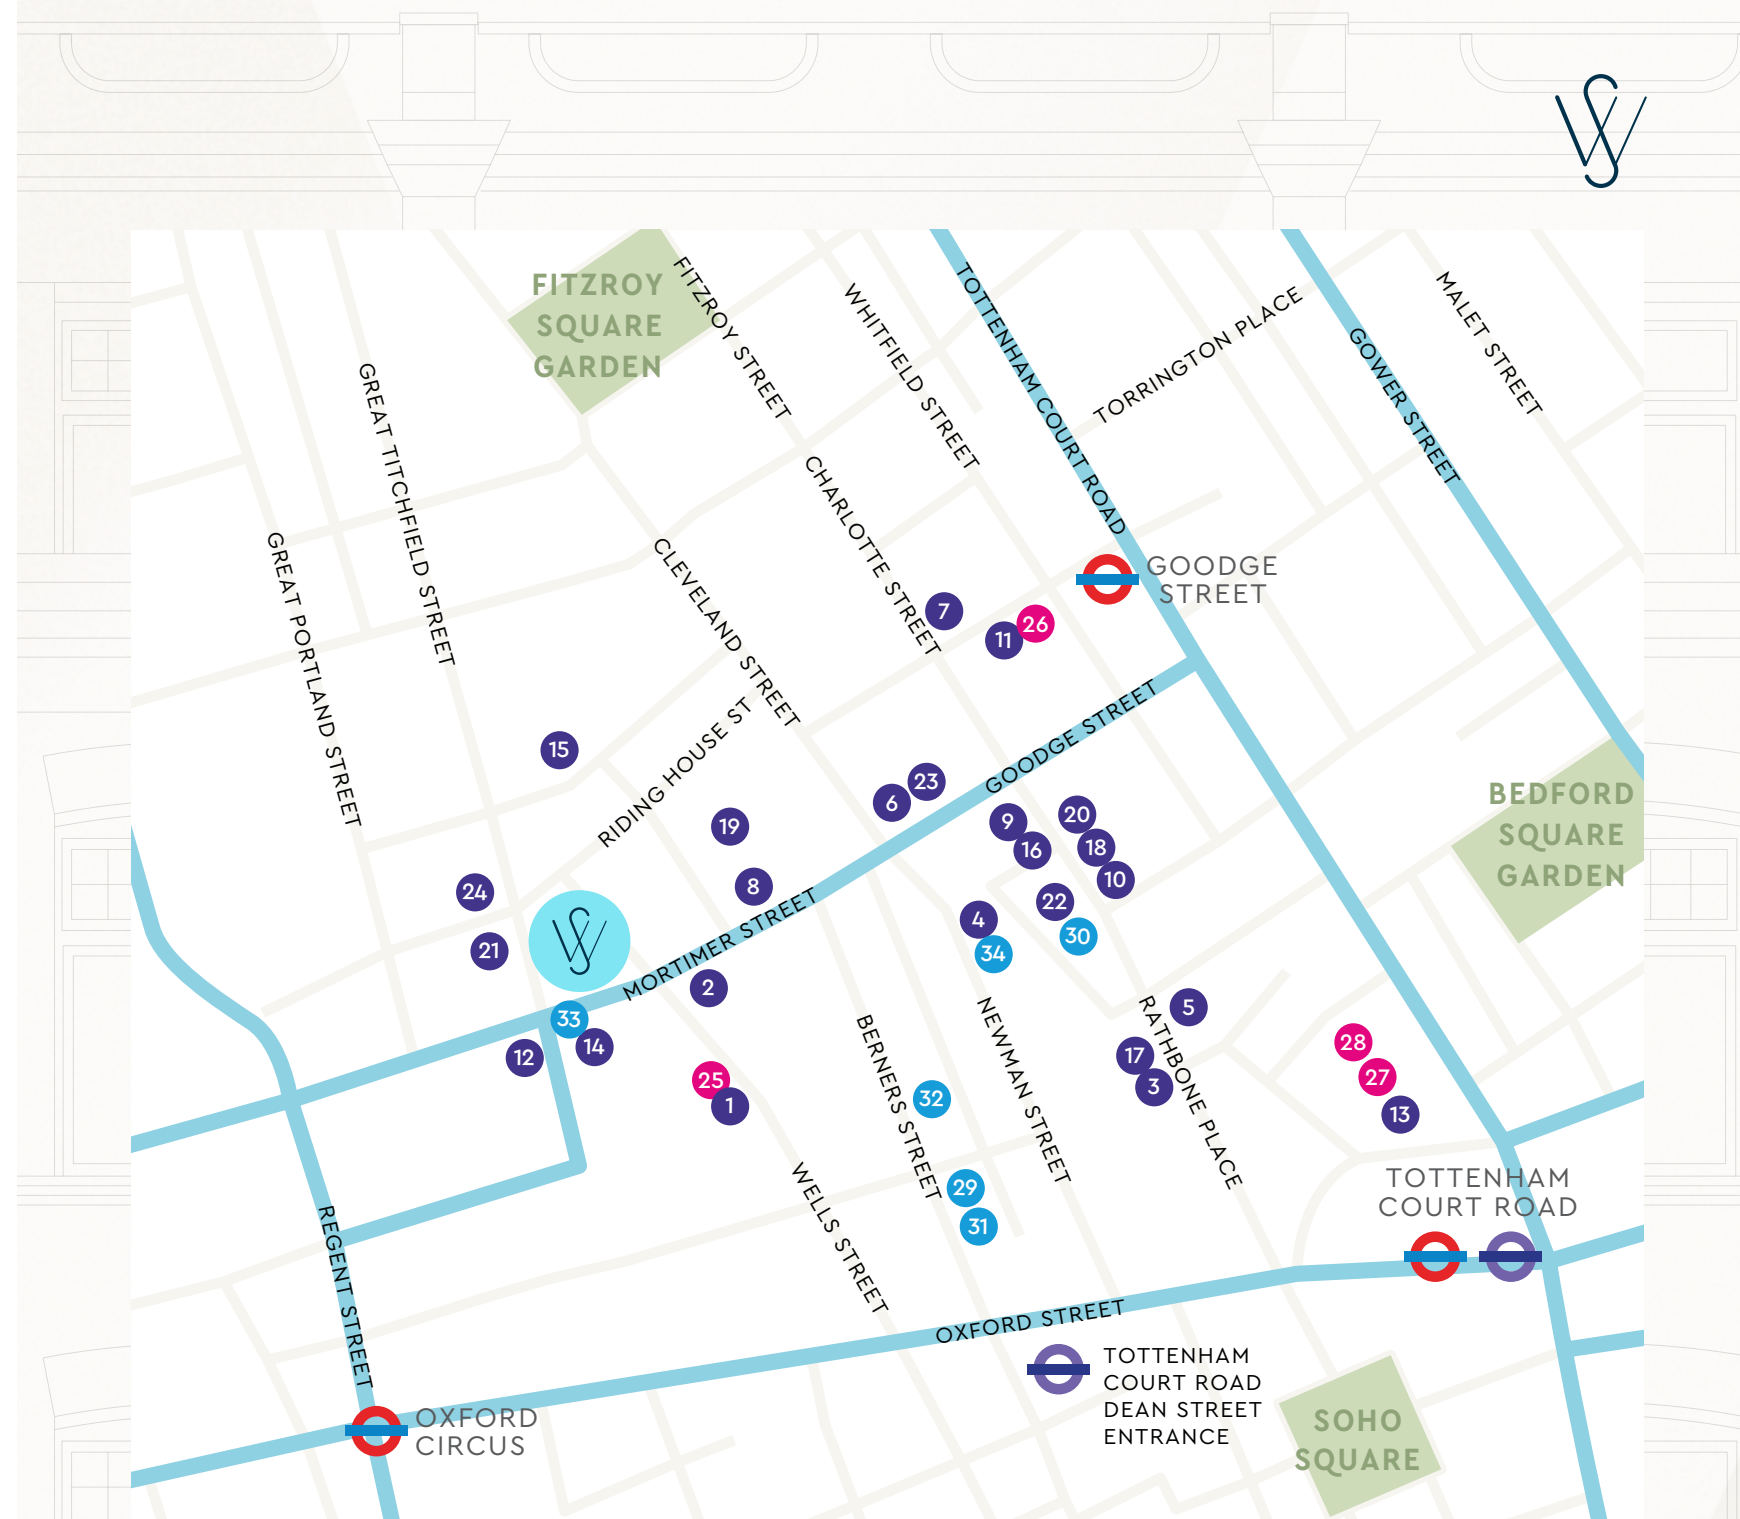 FITZROY
SQUARE
GARDEN
FITZROY STREET
WHITFIELD STREET
TOTTENHAM COURT ROAD
TORRINGTON PLACE
GOWER STREET
MALET STREET
GREAT TITCHFIELD STREET
GREAT PORTLAND STREET
CLEVELAND STREET
CHARLOTTE STREET
GOODGE
STREET
7
11
26
RIDING HOUSE ST
15
GOODGE STREET
23
6
19
9
20
16
18
10
BEDFORD
SQUARE
GARDEN
24
8
22
4
30
34
21
MORTIMER STREET
2
33
14
12
BERNERS STREET
NEWMAN STREET
RATHBONE PLACE
5
17
3
28
27
13
25
1
32
29
31
WELLS STREET
TOTTENHAM
COURT ROAD
REGENT STREET
OXFORD STREET
TOTTENHAM
COURT ROAD
DEAN STREET
ENTRANCE
OXFORD
CIRCUS
SOHO
SQUARE